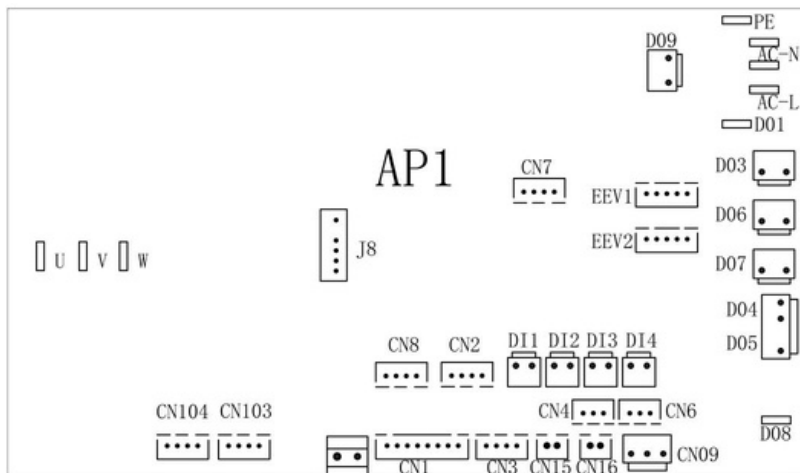 PE
D09
AC-N
AC-L
D01
AP1
CN7
D03
EEV1
D06
EEV2
J8
D07
U V W
D04
D05
CN8 CN2 DI1 DI2 DI3 DI4
CN104 CN103 CN4 CN6
D08
CN1 CN3 CN15 CN16 CN09